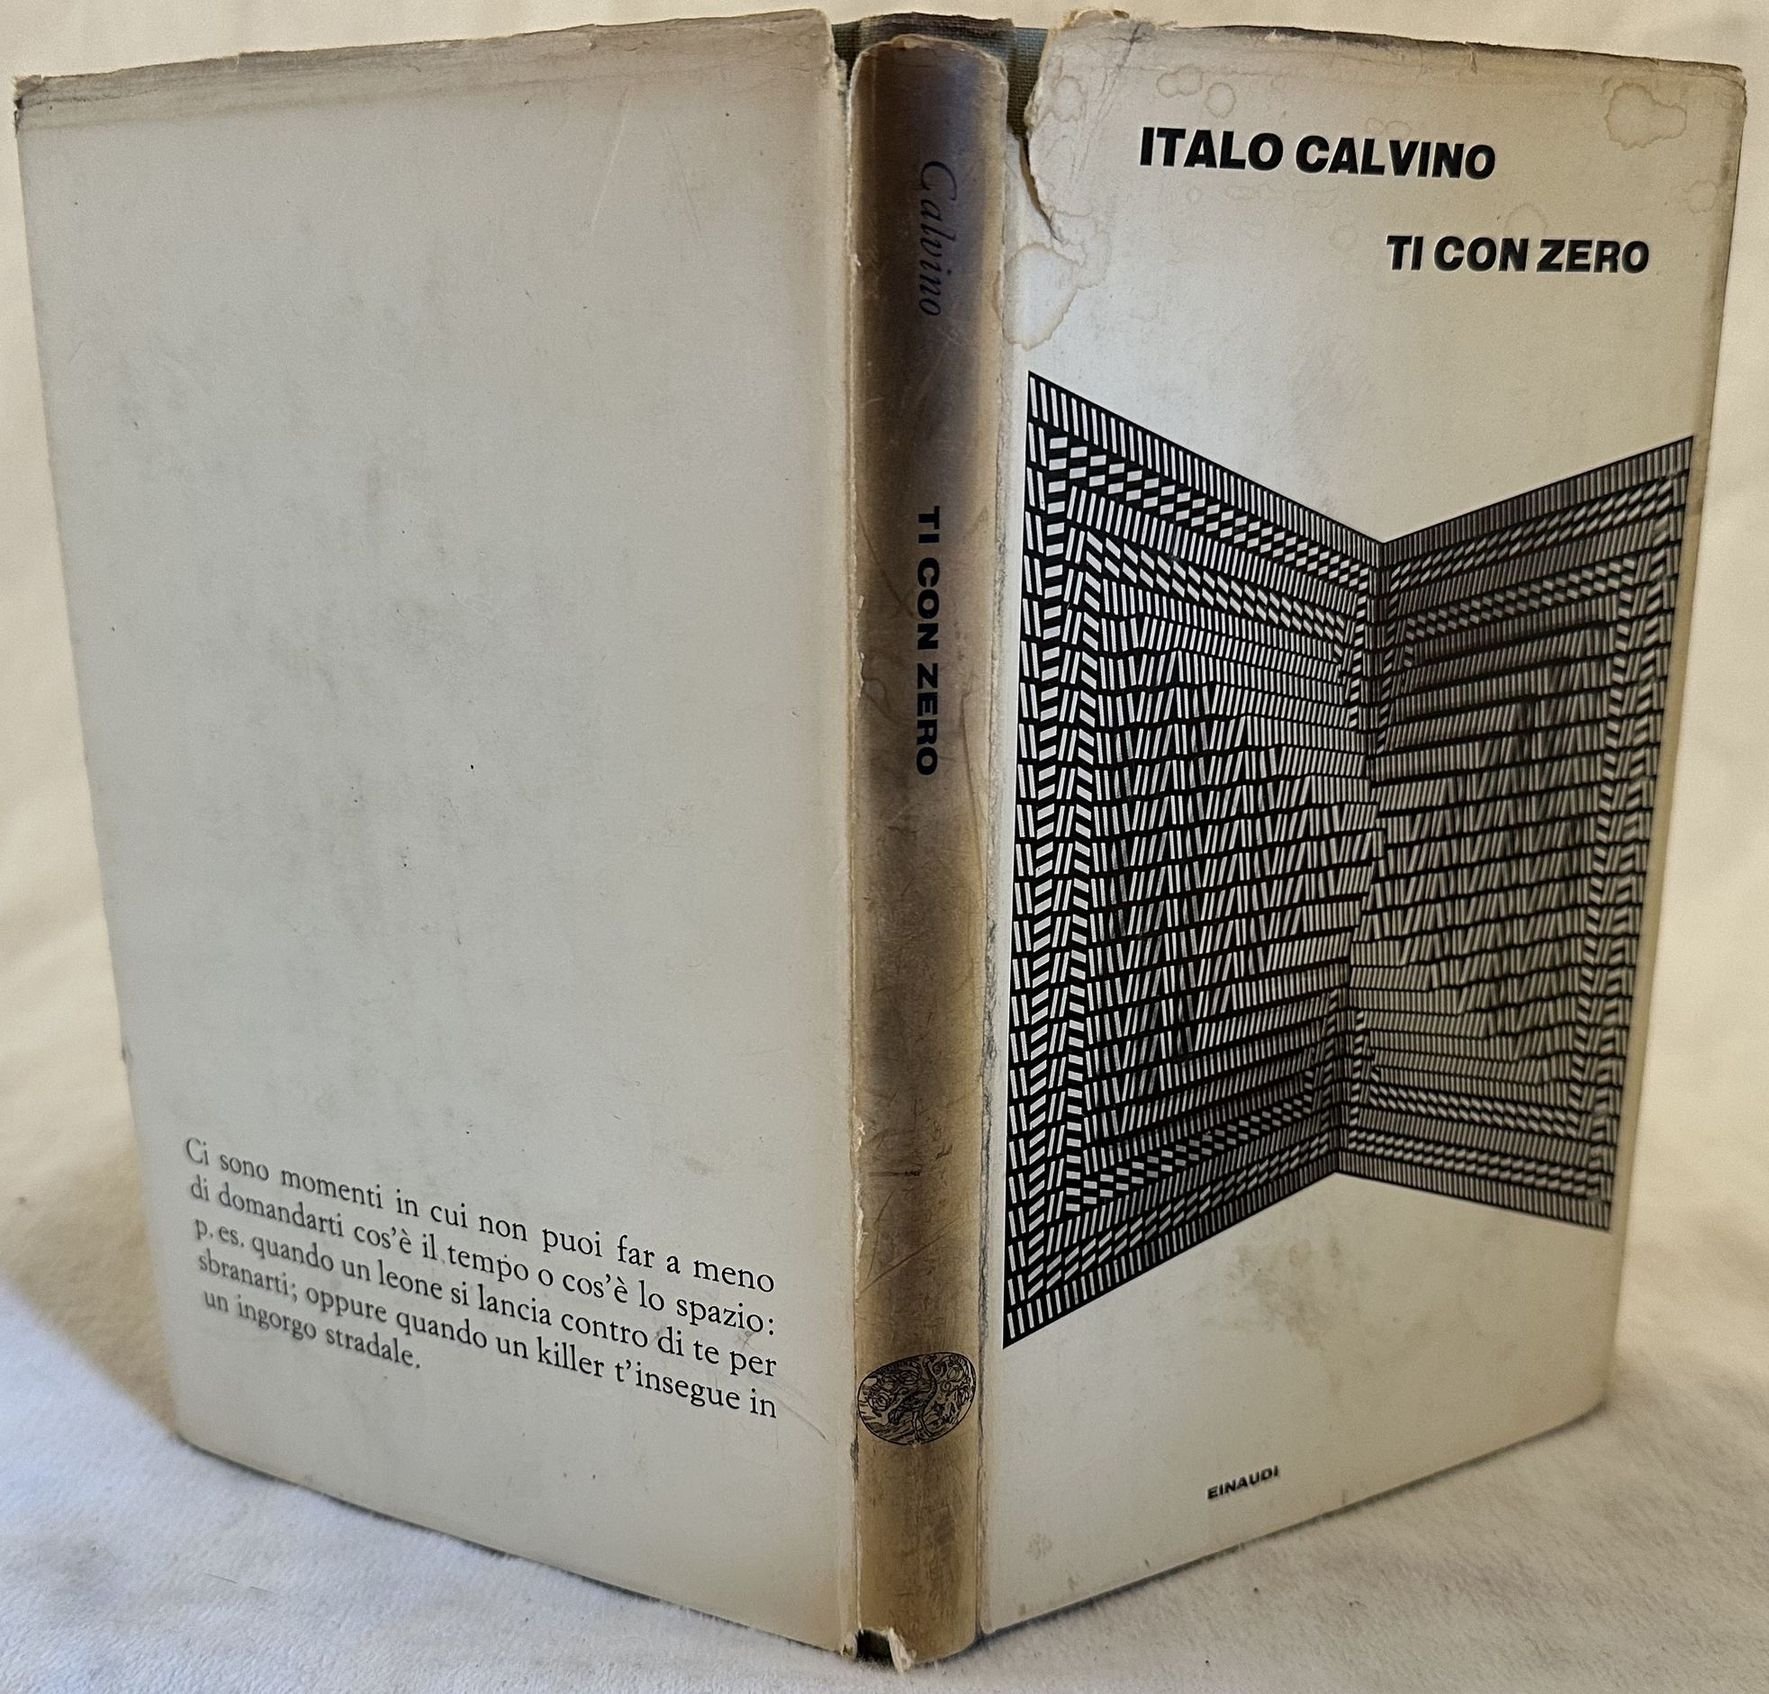 Ci sono momenti in cui non puoi far a meno
di domandarti cos'è il tempo o cos'è lo spazio:
p. es. quando un leone si lancia contro di te per
sbranarti; oppure quando un killer t'insegue in
un ingorgo stradale.
Calvino
TI CON ZERO
ITALO CALVINO
TI CON ZERO
EINAUDI